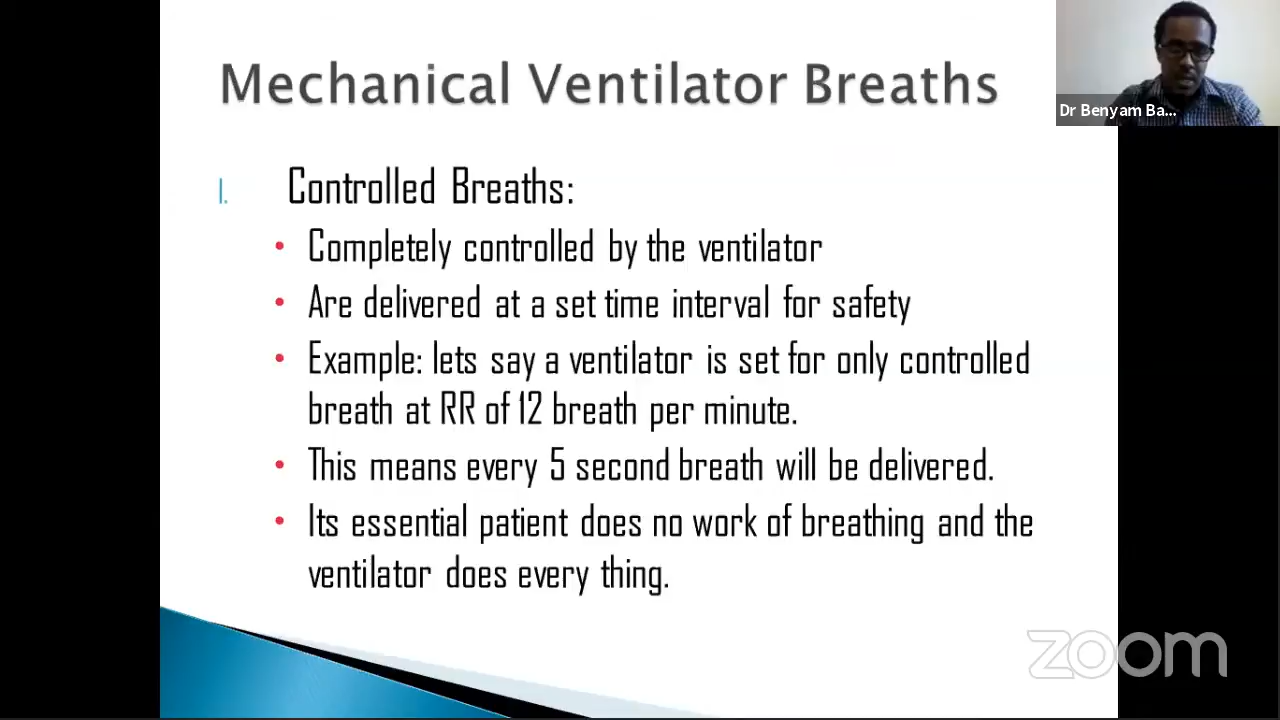 Mechanical Ventilator Breaths
Dr Benyam Ba...
I. Controlled Breaths:
• Completely controlled by the ventilator
• Are delivered at a set time interval for safety
• Example: lets say a ventilator is set for only controlled
breath at RR of 12 breath per minute.
• This means every 5 second breath will be delivered.
• Its essential patient does no work of breathing and the
ventilator does every thing.
zoom